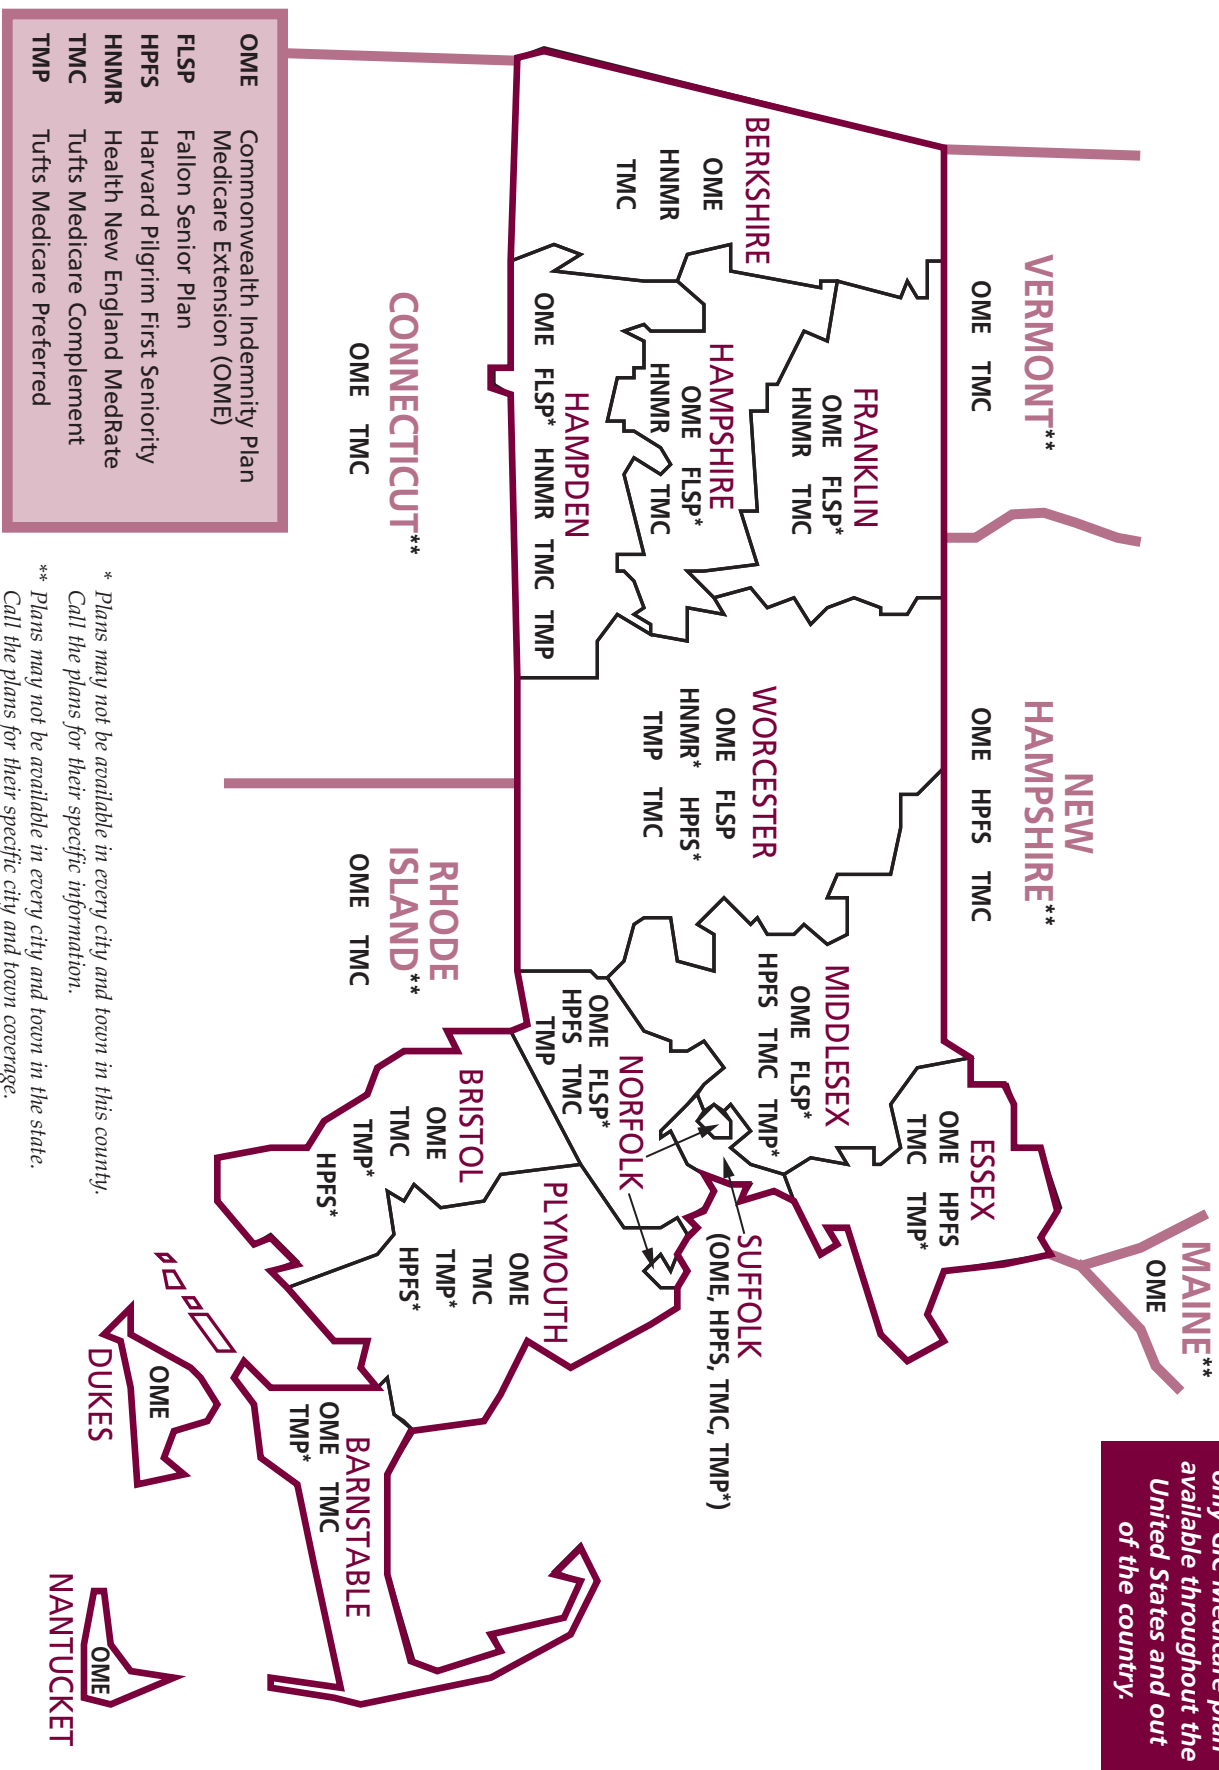 only GIC Medicare plan
available throughout the
United States and out
of the country.
VERMONT**
OME TMC
NEW
HAMPSHIRE**
OME HPFS TMC
MAINE**
OME
BERKSHIRE
OME
HNMR
TMC
FRANKLIN
OME FLSP*
HNMR TMC
HAMPSHIRE
OME FLSP*
HNMR TMC
HAMPDEN
OME FLSP* HNMR TMC TMP
WORCESTER
OME FLSP
HNMR* HPFS*
TMP TMC
MIDDLESEX
OME FLSP*
HPFS TMC TMP*
ESSEX
OME HPFS
TMC TMP*
SUFFOLK
(OME, HPFS, TMC, TMP*)
NORFOLK
OME FLSP*
HPFS TMC
TMP
BRISTOL
OME
TMC
TMP*
HPFS*
PLYMOUTH
OME
TMC
TMP*
HPFS*
BARNSTABLE
OME TMC
TMP*
DUKES
OME
NANTUCKET
OME
CONNECTICUT**
OME TMC
RHODE
ISLAND**
OME TMC
OME Commonwealth Indemnity Plan
Medicare Extension (OME)
FLSP Fallon Senior Plan
HPFS Harvard Pilgrim First Seniority
HNMR Health New England MedRate
TMC Tufts Medicare Complement
TMP Tufts Medicare Preferred
* Plans may not be available in every city and town in this county.
Call the plans for their specific information.
** Plans may not be available in every city and town in the state.
Call the plans for their specific city and town coverage.